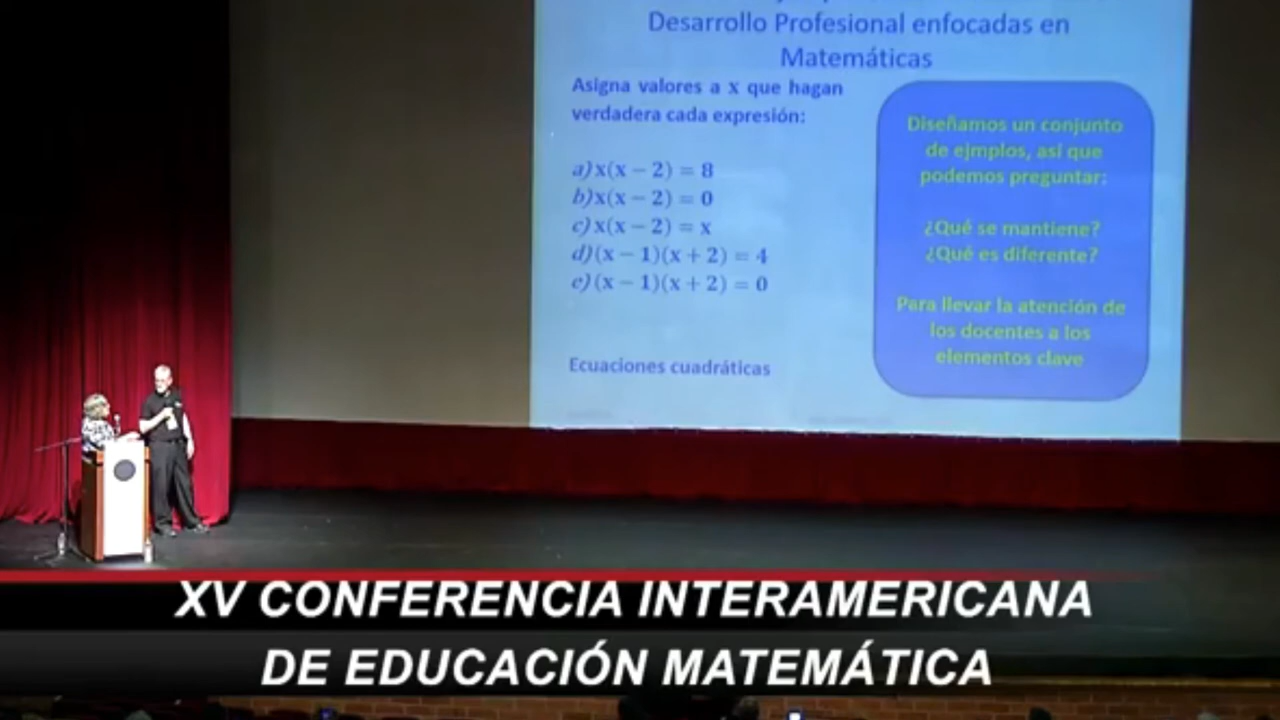 Desarrollo Profesional enfocadas en
Matemáticas
Asigna valores a x que hagan
verdadera cada expresión:
a)x(x − 2) = 8
b)x(x − 2) = 0
c)x(x − 2) = x
d)(x − 1)(x + 2) = 4
e)(x − 1)(x + 2) = 0
Ecuaciones cuadráticas
Diseñamos un conjunto
de ejmplos, así que
podemos preguntar:
¿Qué se mantiene?
¿Qué es diferente?
Para llevar la atención de
los docentes a los
elementos clave
XV CONFERENCIA INTERAMERICANA
DE EDUCACIÓN MATEMÁTICA